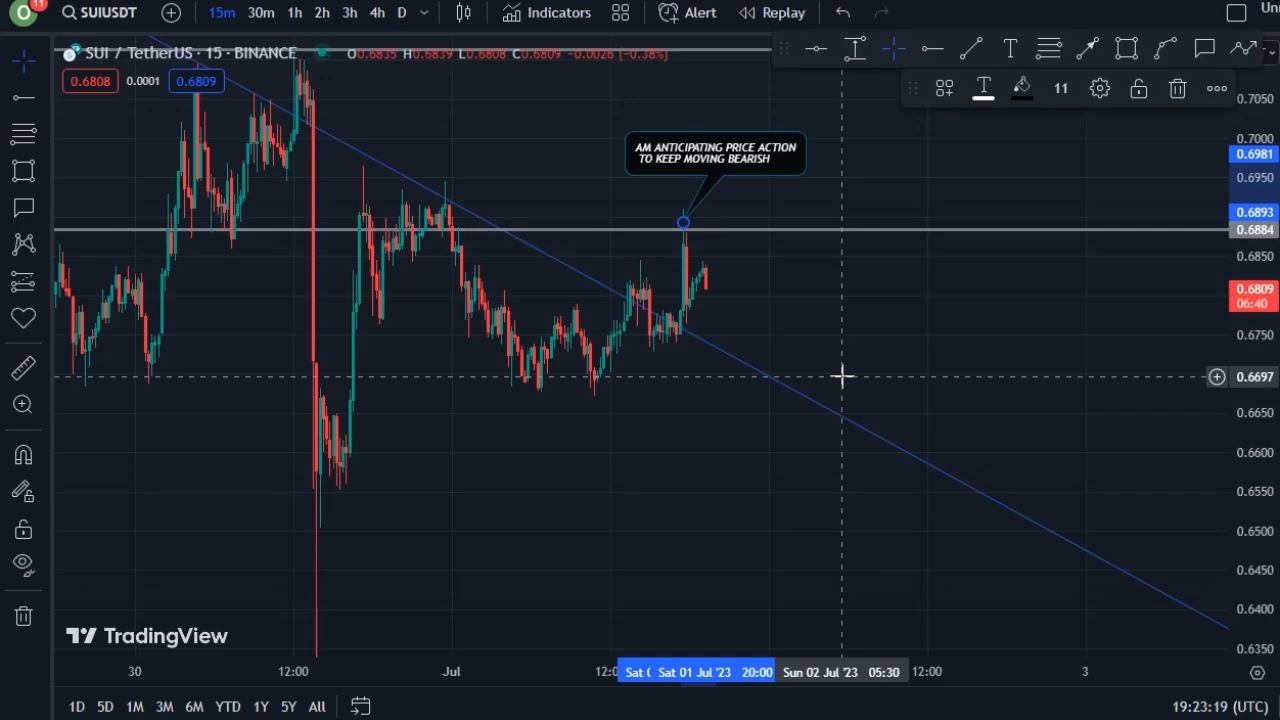 O 11 SUIUSDT 15m 30m 1h 2h 3h 4h D Indicators Alert Replay
SUI / TetherUS · 15 · BINANCE O0.6835 H0.6839 L0.6808 C0.6809 -0.0026 (-0.38%)
0.6808 0.0001 0.6809
11
AM ANTICIPATING PRICE ACTION
TO KEEP MOVING BEARISH
0.7050
0.7000
0.6981
0.6950
0.6893
0.6884
0.6850
0.6809
06:40
0.6750
0.6697
0.6650
0.6600
0.6550
0.6500
0.6450
0.6400
0.6350
TradingView
30 12:00 Jul Sat 01 Jul '23 20:00 Sun 02 Jul '23 05:30 12:00 3
1D 5D 1M 3M 6M YTD 1Y 5Y All 19:23:19 (UTC)